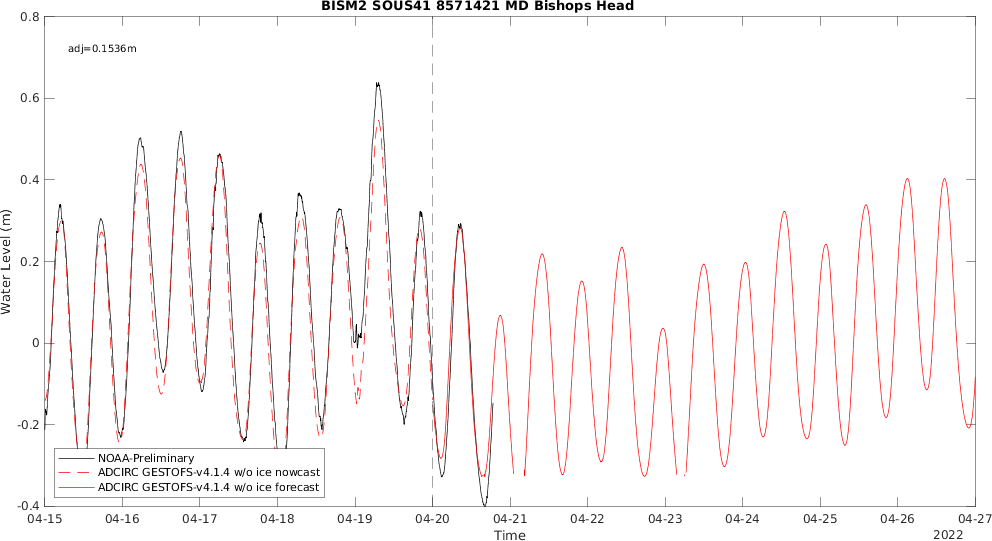 BISM2 SOUS41 8571421 MD Bishops Head
0.8
adj=0.1536m
0.6
0.4
0.2
0
-0.2
-0.4
Water Level (m)
NOAA-Preliminary
ADCIRC GESTOFS-v4.1.4 w/o ice nowcast
ADCIRC GESTOFS-v4.1.4 w/o ice forecast
04-15 04-16 04-17 04-18 04-19 04-20 04-21 04-22 04-23 04-24 04-25 04-26 04-27
Time
2022